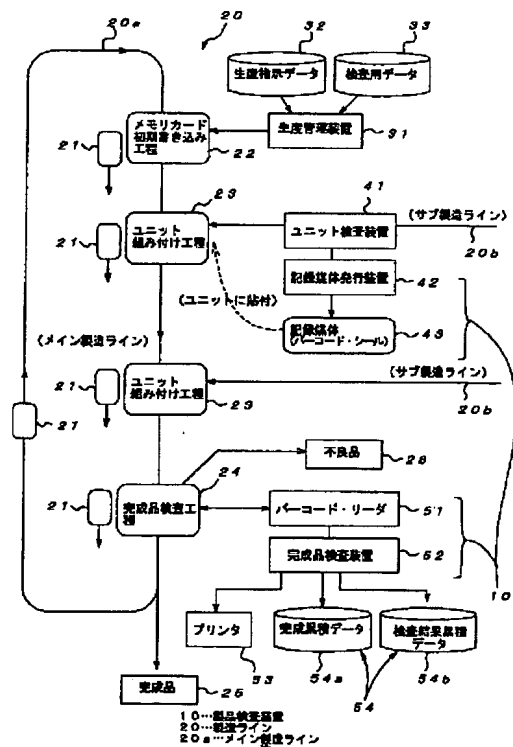 20a
20
32
33
生産指示データ
検査用データ
メモリカード
初期書き込み
工程
21
22
生産管理装置
31
23
41
(サブ製造ライン)
21
ユニット
組み付け工程
ユニット検査装置
20b
記録媒体発行装置
42
(ユニットに貼付)
記録媒体
(バーコード・シール)
43
(メイン製造ライン)
21
ユニット
組み付け工程
(サブ製造ライン)
23
20b
21
不良品
26
24
21
完成品検査工
程
バーコード・リーダ
51
完成品検査装置
52
10
プリンタ
53
完成累積データ
54a
検査結果累積
データ
54b
54
完成品
25
10…製品検査装置
20…製造ライン
20a…メイン製造ライン